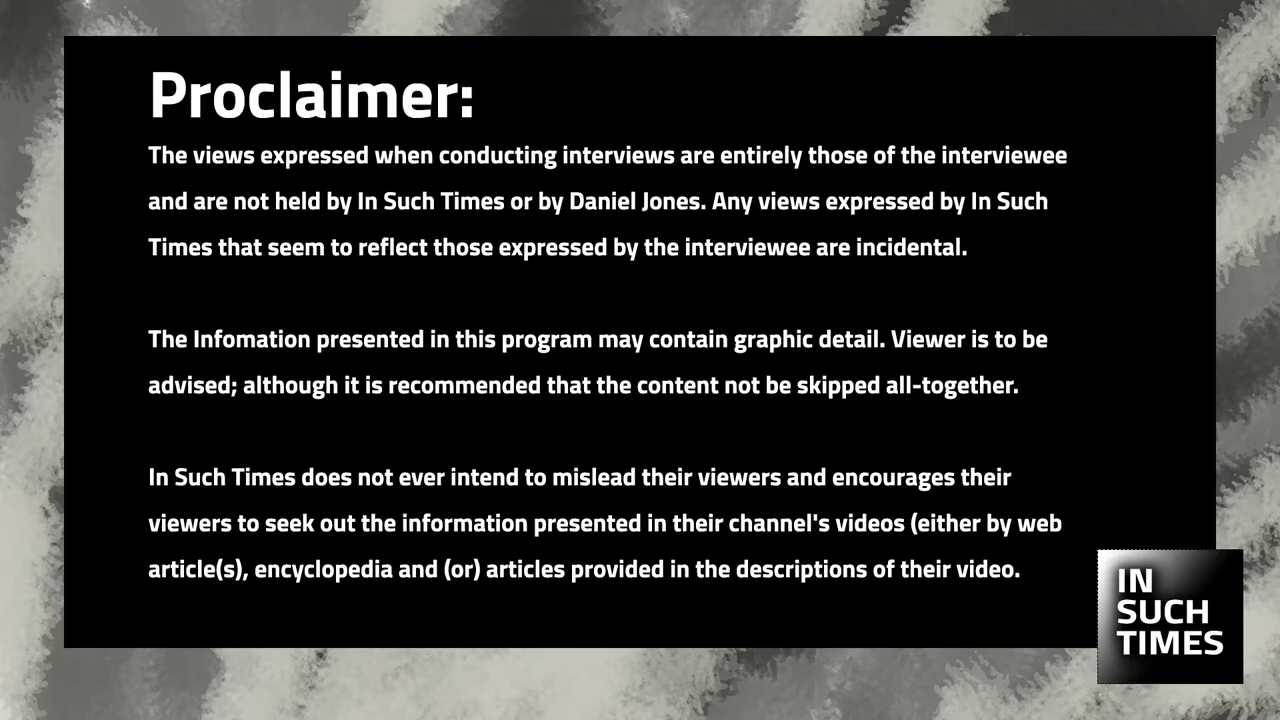 Proclaimer:
The views expressed when conducting interviews are entirely those of the interviewee
and are not held by In Such Times or by Daniel Jones. Any views expressed by In Such
Times that seem to reflect those expressed by the interviewee are incidental.
The Infomation presented in this program may contain graphic detail. Viewer is to be
advised; although it is recommended that the content not be skipped all-together.
In Such Times does not ever intend to mislead their viewers and encourages their
viewers to seek out the information presented in their channel's videos (either by web
article(s), encyclopedia and (or) articles provided in the descriptions of their video.
IN
SUCH
TIMES